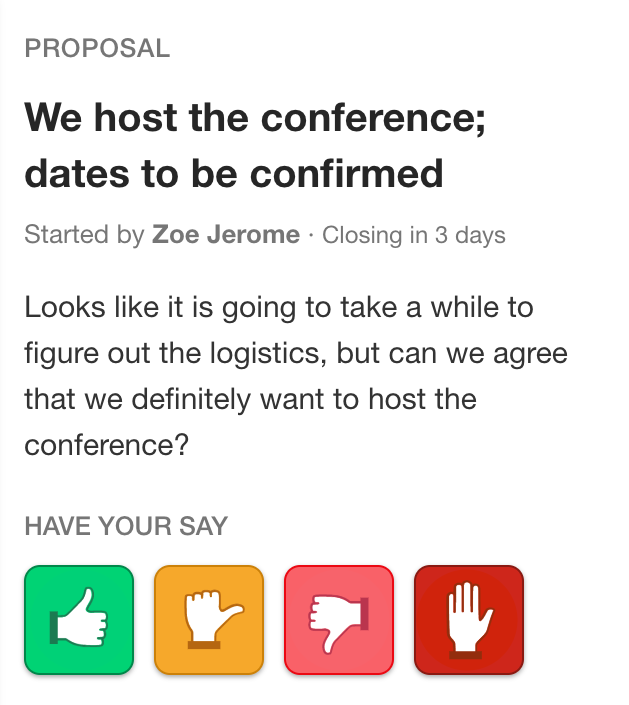 PROPOSAL
We host the conference;
dates to be confirmed
Started by Zoe Jerome · Closing in 3 days
Looks like it is going to take a while to
figure out the logistics, but can we agree
that we definitely want to host the
conference?
HAVE YOUR SAY